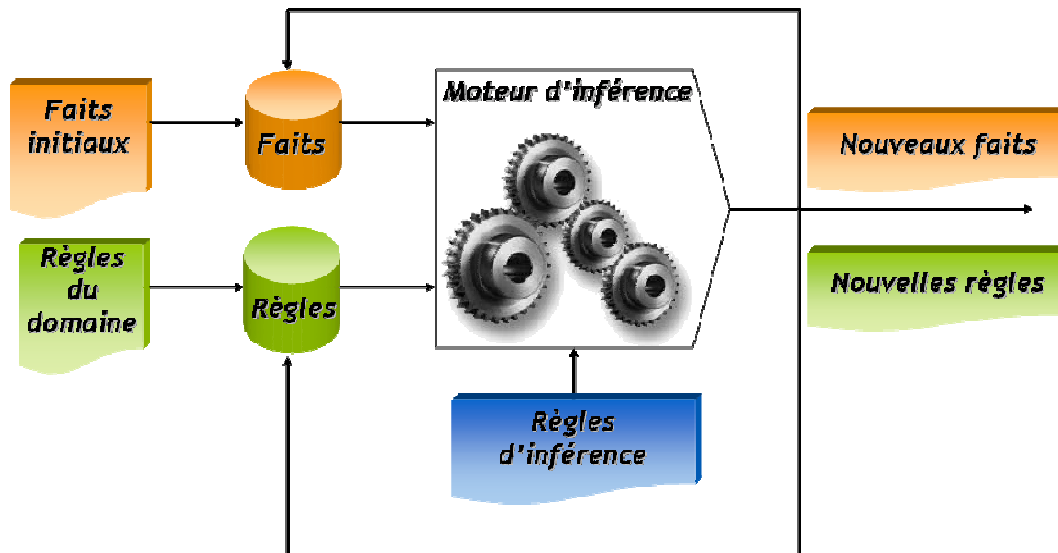 Faits
initiaux
Faits
Moteur d'inférence
Nouveaux faits
Règles
du
domaine
Règles
Nouvelles règles
Règles
d'inférence